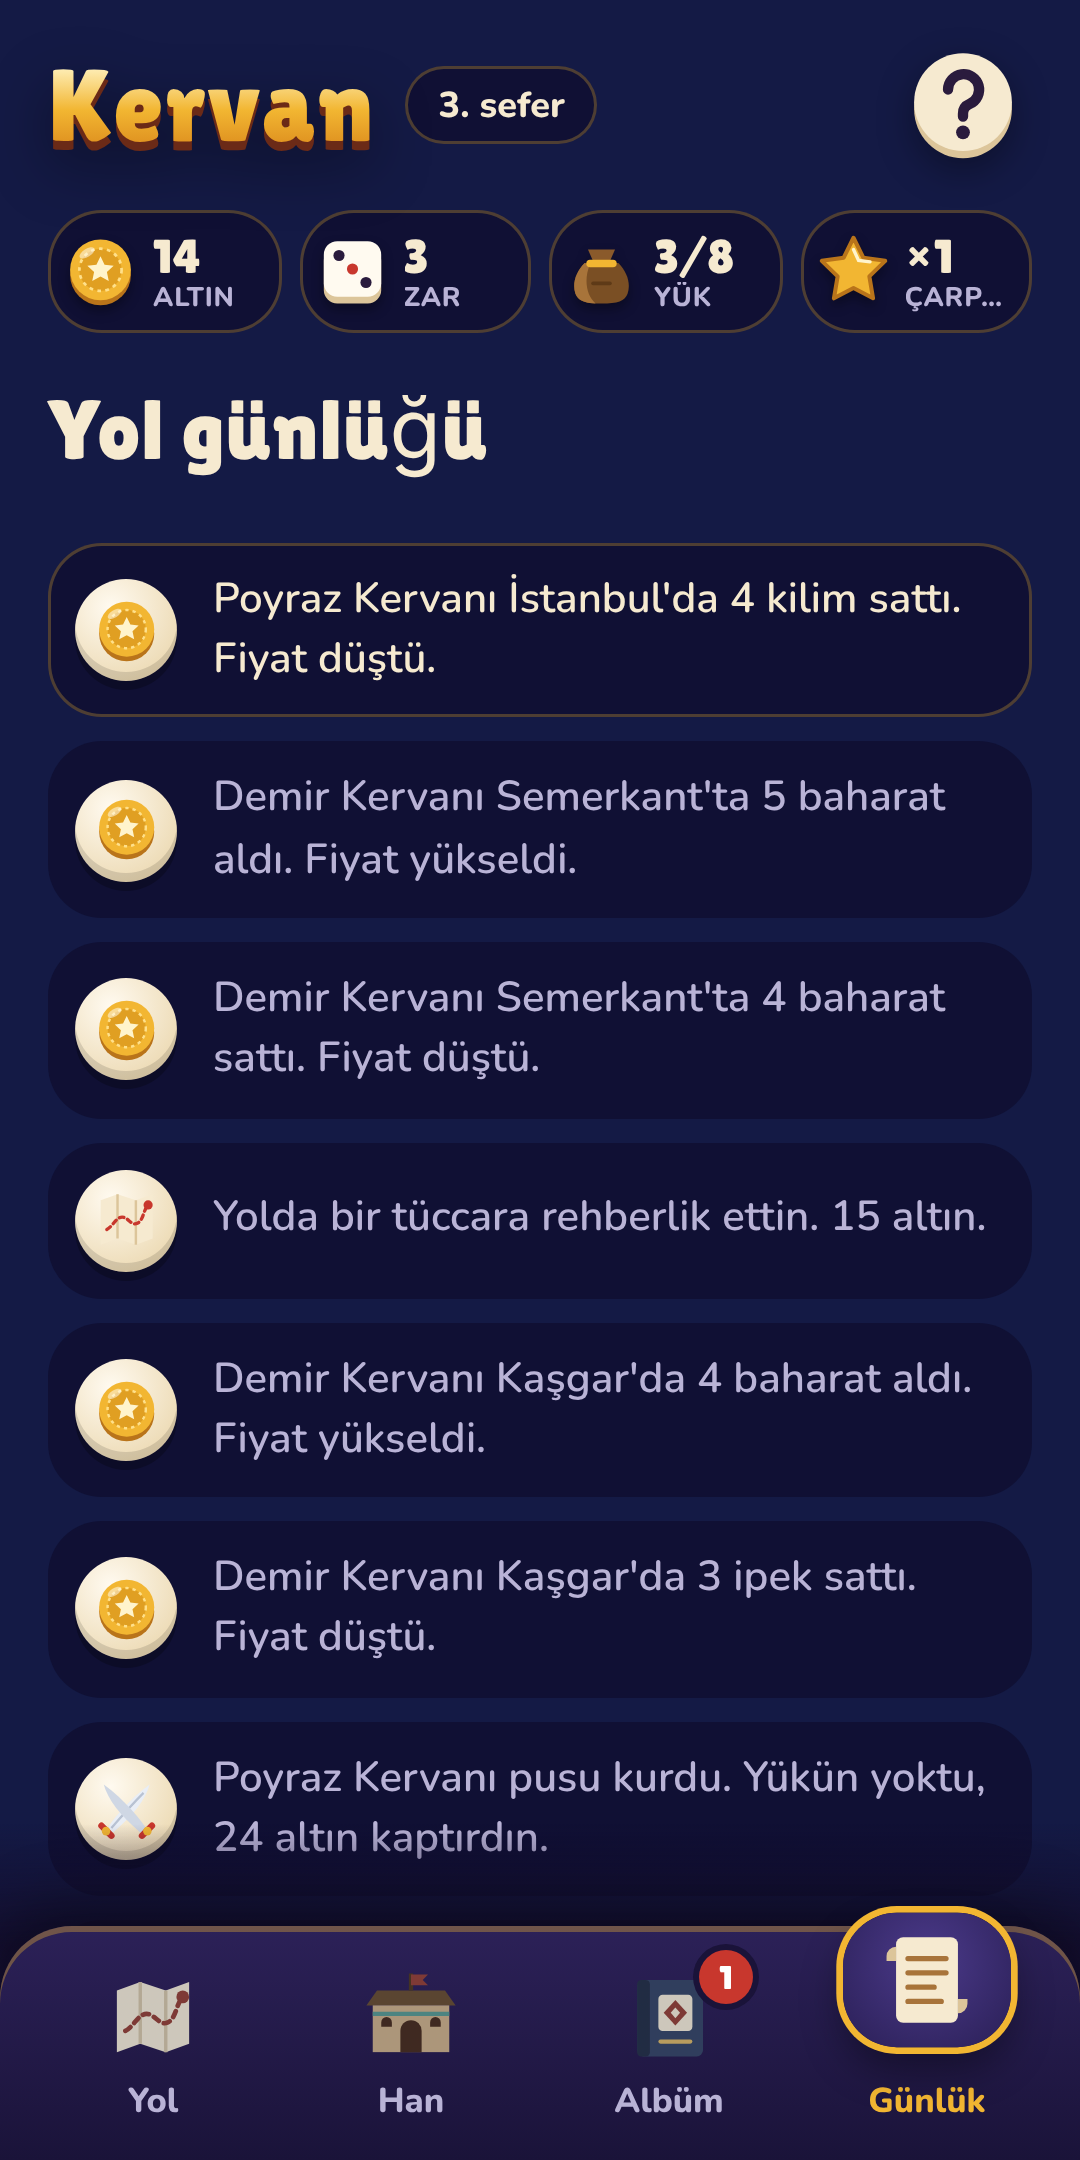 Kervan
3. sefer
?
14
ALTIN
3
ZAR
3/8
YÜK
×1
ÇARP...
Yol günlüğü
Poyraz Kervanı İstanbul'da 4 kilim sattı.
Fiyat düştü.
Demir Kervanı Semerkant'ta 5 baharat
aldı. Fiyat yükseldi.
Demir Kervanı Semerkant'ta 4 baharat
sattı. Fiyat düştü.
Yolda bir tüccara rehberlik ettin. 15 altın.
Demir Kervanı Kaşgar'da 4 baharat aldı.
Fiyat yükseldi.
Demir Kervanı Kaşgar'da 3 ipek sattı.
Fiyat düştü.
Poyraz Kervanı pusu kurdu. Yükün yoktu,
24 altın kaptırdın.
1
Yol
Han
Albüm
Günlük